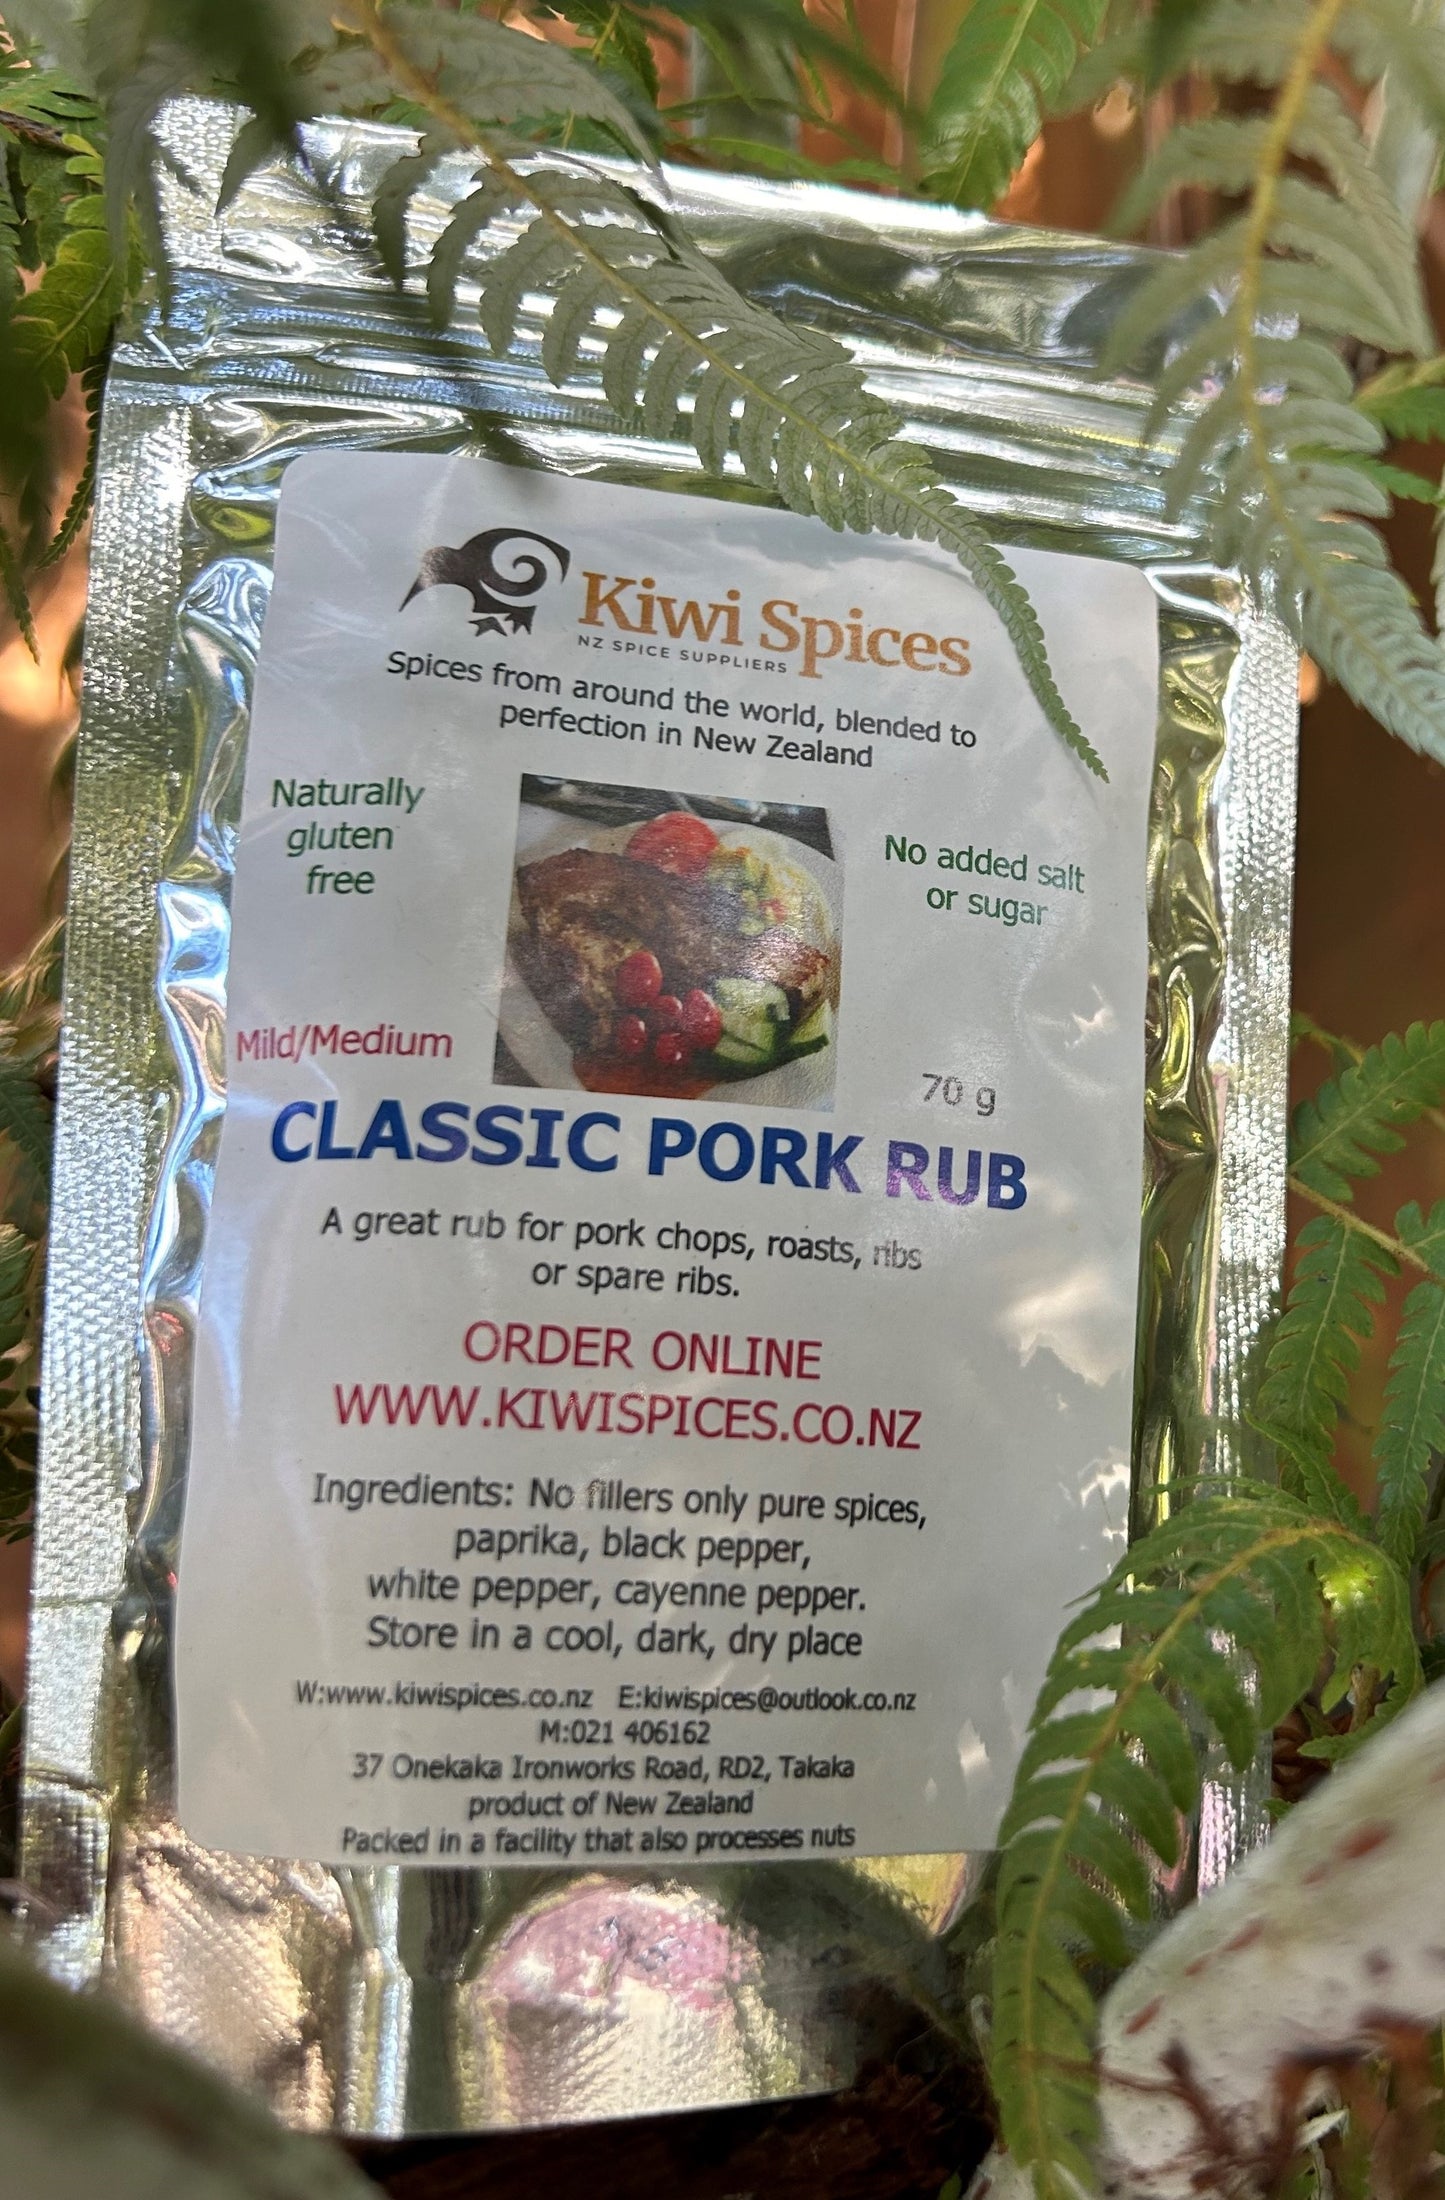 Kiwi Spices
NZ SPICE SUPPLIERS
Spices from around the world, blended to
perfection in New Zealand
Naturally
gluten
free
No added salt
or sugar
Mild/Medium
70 g
CLASSIC PORK RUB
A great rub for pork chops, roasts, ribs
or spare ribs.
ORDER ONLINE
WWW.KIWISPICES.CO.NZ
Ingredients: No fillers only pure spices,
paprika, black pepper,
white pepper, cayenne pepper.
Store in a cool, dark, dry place
W:www.kiwispices.co.nz E:kiwispices@outlook.co.nz
M:021 406162
37 Onekaka Ironworks Road, RD2, Takaka
product of New Zealand
Packed in a facility that also processes nuts